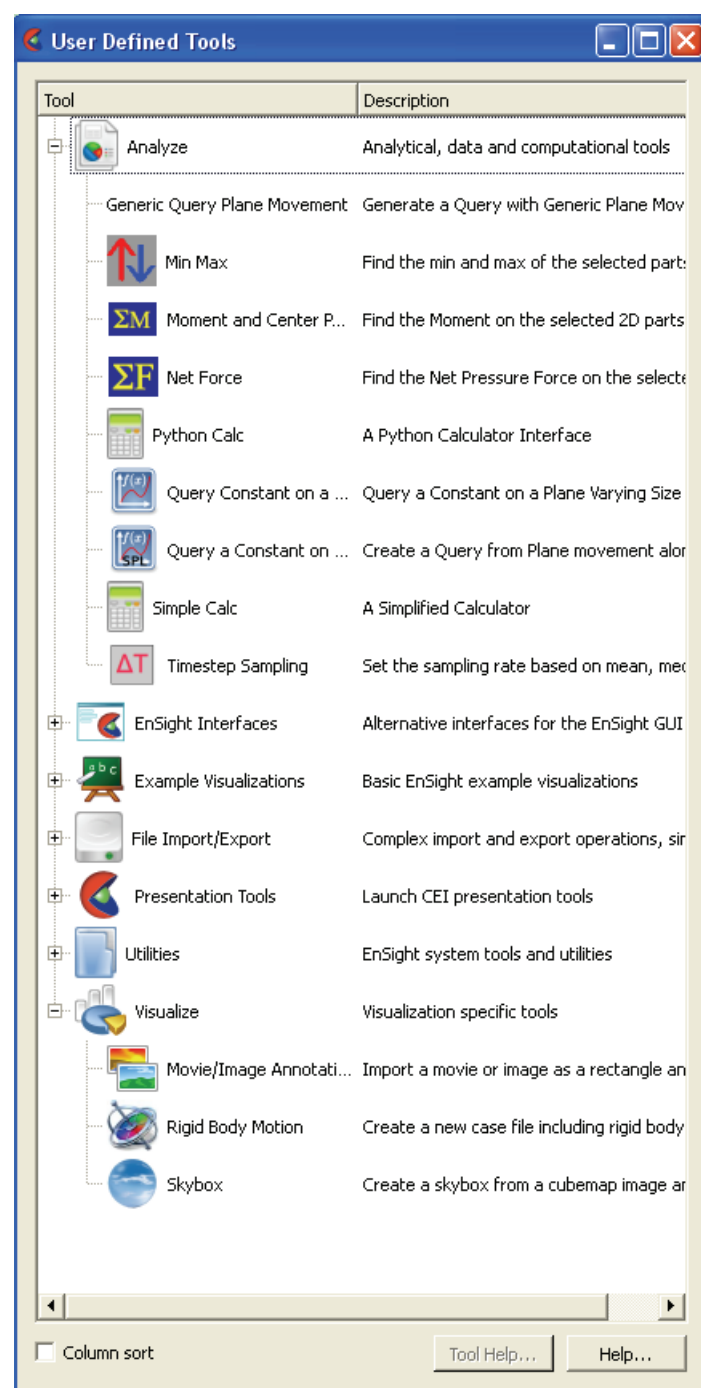 User Defined Tools
Tool Description
Analyze Analytical, data and computational tools
Generic Query Plane Movement Generate a Query with Generic Plane Mov
Min Max Find the min and max of the selected part
ΣM Moment and Center P... Find the Moment on the selected 2D parts
ΣF Net Force Find the Net Pressure Force on the selecte
Python Calc A Python Calculator Interface
f(x) Query Constant on a ... Query a Constant on a Plane Varying Size
f(x) SPL Query a Constant on ... Create a Query from Plane movement alor
Simple Calc A Simplified Calculator
ΔT Timestep Sampling Set the sampling rate based on mean, med
EnSight Interfaces Alternative interfaces for the EnSight GUI
abc Example Visualizations Basic EnSight example visualizations
File Import/Export Complex import and export operations, sir
Presentation Tools Launch CEI presentation tools
Utilities EnSight system tools and utilities
Visualize Visualization specific tools
Movie/Image Annotati... Import a movie or image as a rectangle an
Rigid Body Motion Create a new case file including rigid body
Skybox Create a skybox from a cubemap image ar
Column sort Tool Help... Help...